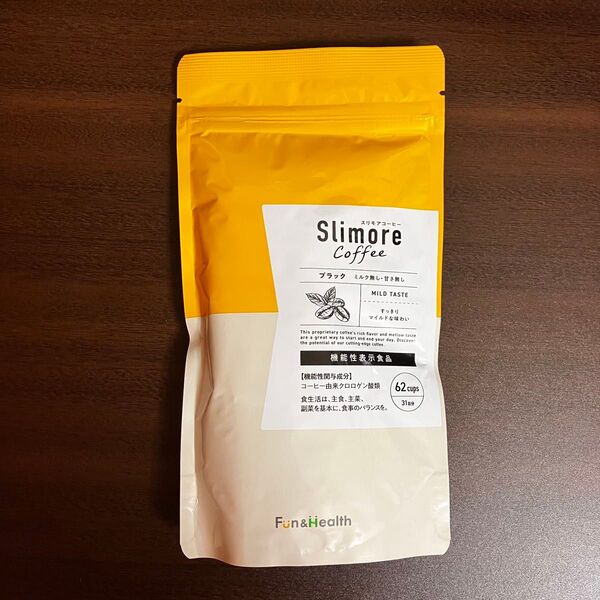 スリモアコーヒー
Slimore
Coffee
ブラック ミルク無し・甘さ無し
MILD TASTE
すっきり
マイルドな味わい
This proprietary coffee's rich flavor and mellow taste
are a great way to start and end your day. Discover
the potential of our cutting-edge coffee.
機能性表示食品
【機能性関与成分】
コーヒー由来クロロゲン酸類
食生活は、主食、主菜、
副菜を基本に、食事のバランスを。
62cups
31日分
Fun&Health